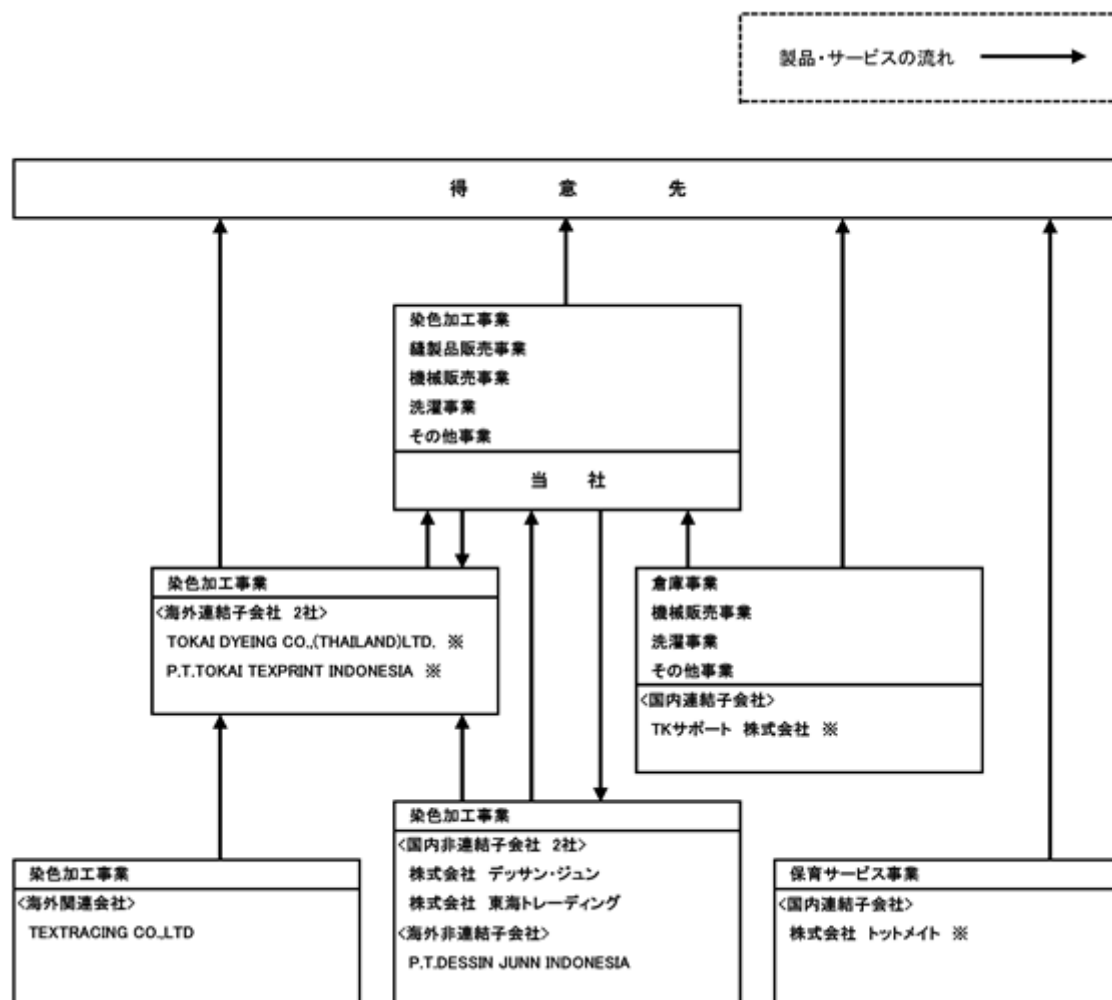 製品・サービスの流れ
得意先
染色加工事業
縫製品販売事業
機械販売事業
洗濯事業
その他事業
当社
染色加工事業
<海外連結子会社 2社>
TOKAI DYEING CO.,(THAILAND)LTD. ※
P.T.TOKAI TEXPRINT INDONESIA ※
倉庫事業
機械販売事業
洗濯事業
その他事業
<国内連結子会社>
TKサポート 株式会社 ※
染色加工事業
<海外関連会社>
TEXTRACING CO.,LTD
染色加工事業
<国内非連結子会社 2社>
株式会社 デッサン・ジュン
株式会社 東海トレーディング
<海外非連結子会社>
P.T.DESSIN JUNN INDONESIA
保育サービス事業
<国内連結子会社>
株式会社 トットメイト ※